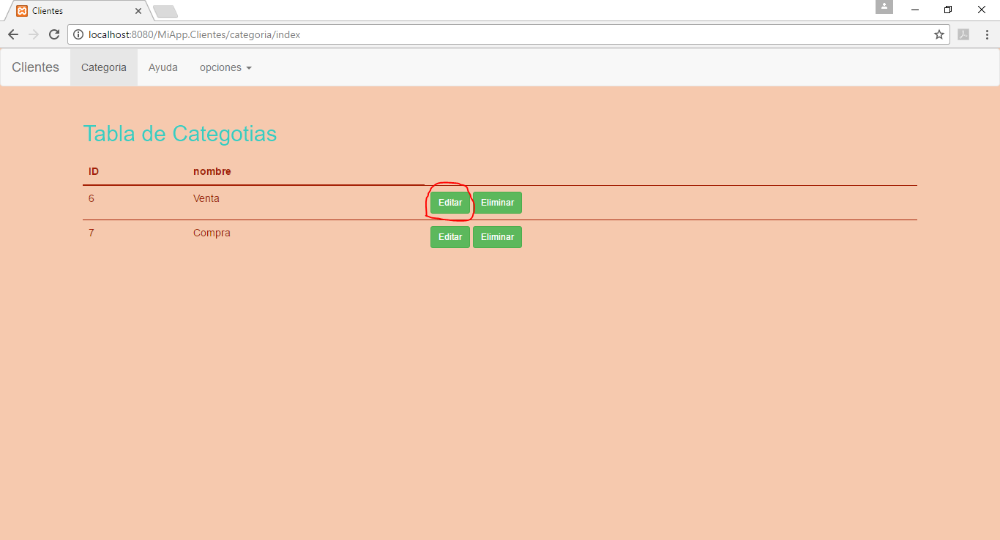 Clientes
localhost:8080/MiApp.Clientes/categoria/index
Clientes Categoria Ayuda opciones
Tabla de Categotias
ID nombre
6 Venta Editar Eliminar
7 Compra Editar Eliminar